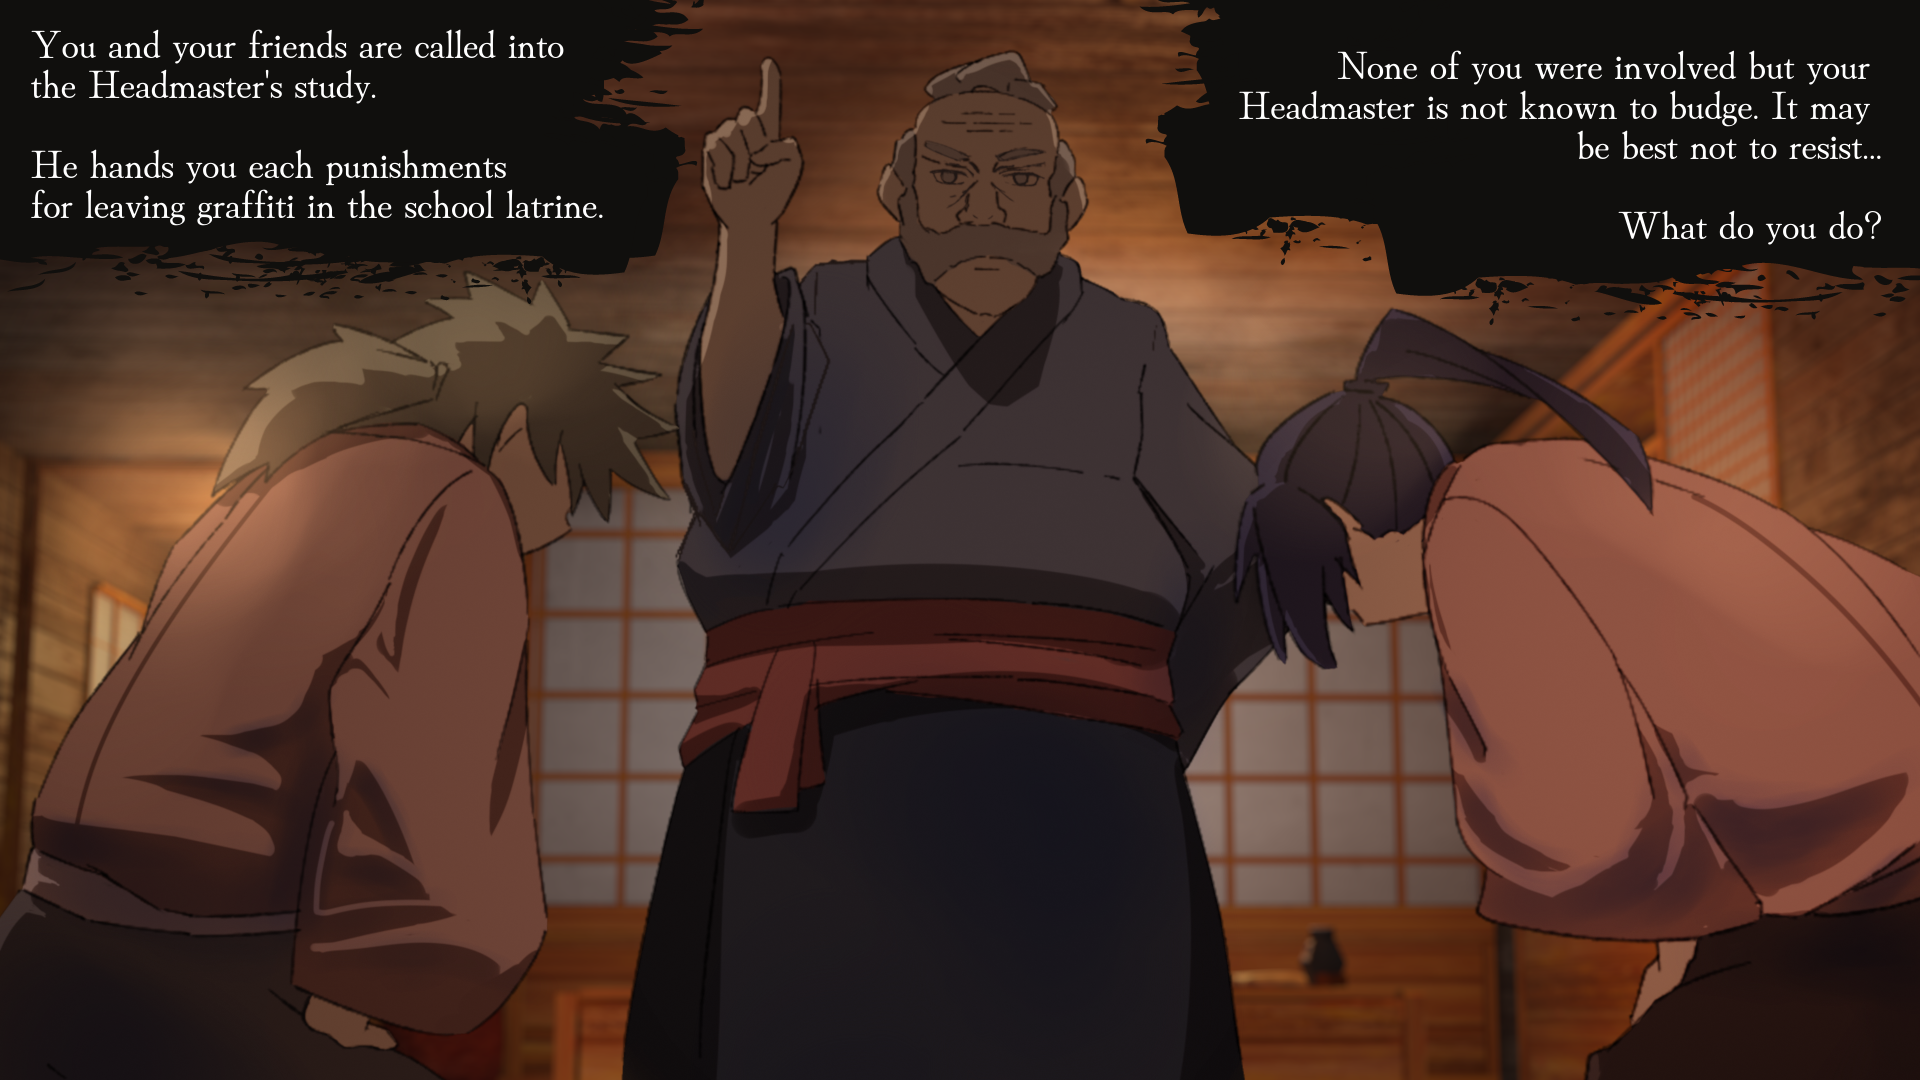 You and your friends are called into
the Headmaster's study.
He hands you each punishments
for leaving graffiti in the school latrine.
None of you were involved but your
Headmaster is not known to budge. It may
be best not to resist...
What do you do?